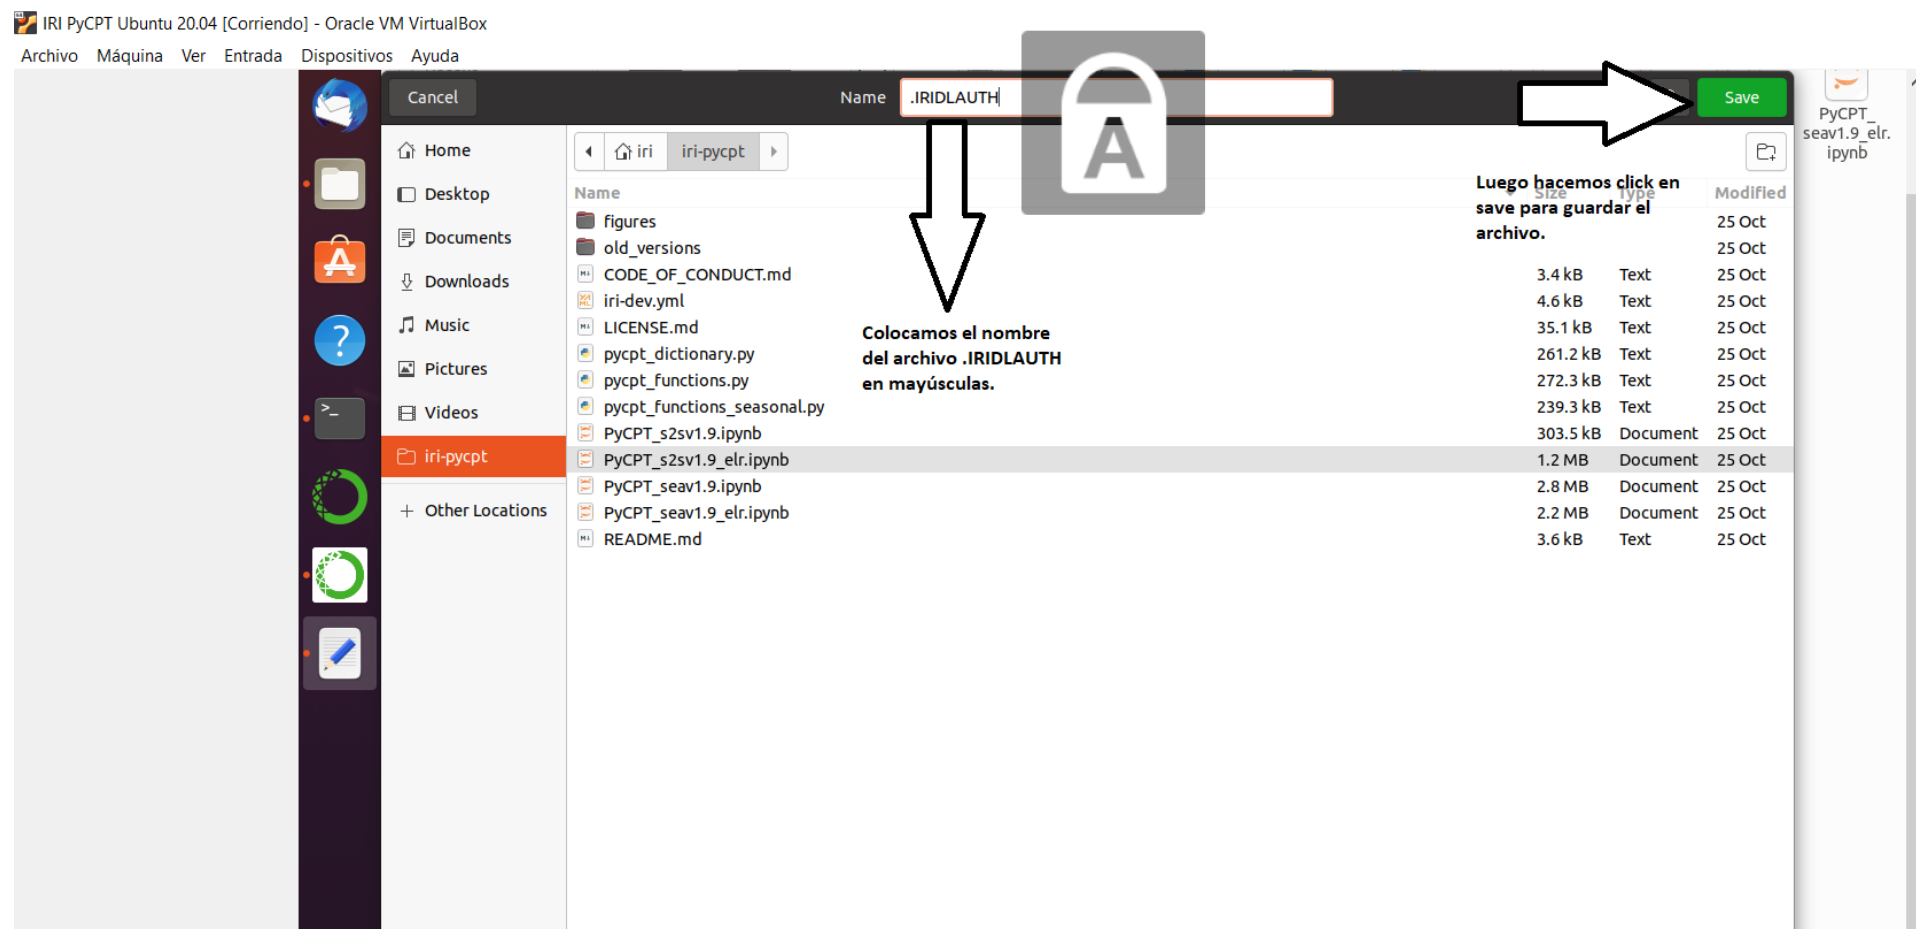 IRI PyCPT Ubuntu 20.04 [Corriendo] - Oracle VM VirtualBox
Archivo Máquina Ver Entrada Dispositivos Ayuda
Cancel Name .IRIDLAUTH Save
A
PyCPT_
seav1.9_elr.
ipynb
Home
Desktop
Documents
Downloads
Music
Pictures
Videos
iri-pycpt
+ Other Locations
iri iri-pycpt
Name Size Type Modified
figures 25 Oct
old_versions 25 Oct
CODE_OF_CONDUCT.md 3.4 kB Text 25 Oct
iri-dev.yml 4.6 kB Text 25 Oct
LICENSE.md 35.1 kB Text 25 Oct
pycpt_dictionary.py 261.2 kB Text 25 Oct
pycpt_functions.py 272.3 kB Text 25 Oct
pycpt_functions_seasonal.py 239.3 kB Text 25 Oct
PyCPT_s2sv1.9.ipynb 303.5 kB Document 25 Oct
PyCPT_s2sv1.9_elr.ipynb 1.2 MB Document 25 Oct
PyCPT_seav1.9.ipynb 2.8 MB Document 25 Oct
PyCPT_seav1.9_elr.ipynb 2.2 MB Document 25 Oct
README.md 3.6 kB Text 25 Oct
Colocamos el nombre
del archivo .IRIDLAUTH
en mayúsculas.
Luego hacemos click en
save para guardar el
archivo.